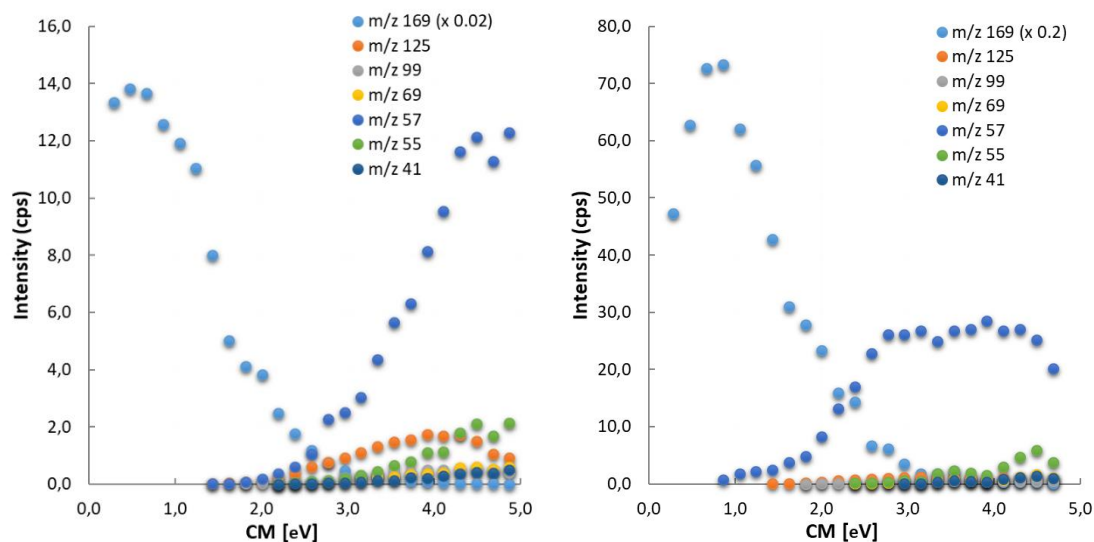 16,0
14,0
12,0
10,0
8,0
6,0
4,0
2,0
0,0
0,0 1,0 2,0 3,0 4,0 5,0
Intensity (cps)
CM [eV]
m/z 169 (x 0.02)
m/z 125
m/z 99
m/z 69
m/z 57
m/z 55
m/z 41
80,0
70,0
60,0
50,0
40,0
30,0
20,0
10,0
0,0
0,0 1,0 2,0 3,0 4,0 5,0
Intensity (cps)
CM [eV]
m/z 169 (x 0.2)
m/z 125
m/z 99
m/z 69
m/z 57
m/z 55
m/z 41